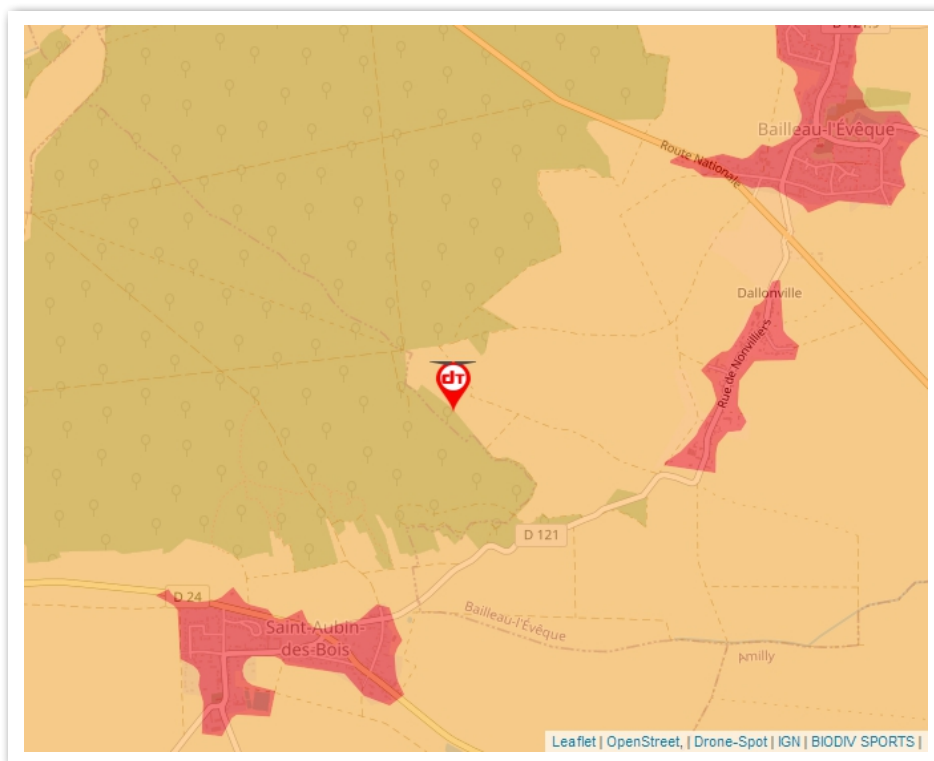 Bailleau-l'Évêque
Route Nationale
Dallonville
Rue de Nonvilliers
dT
D 121
D 24
Saint-Aubin-
des-Bois
Bailleau-l'Évêque
Amilly
Leaflet | OpenStreet, | Drone-Spot | IGN | BIODIV SPORTS |